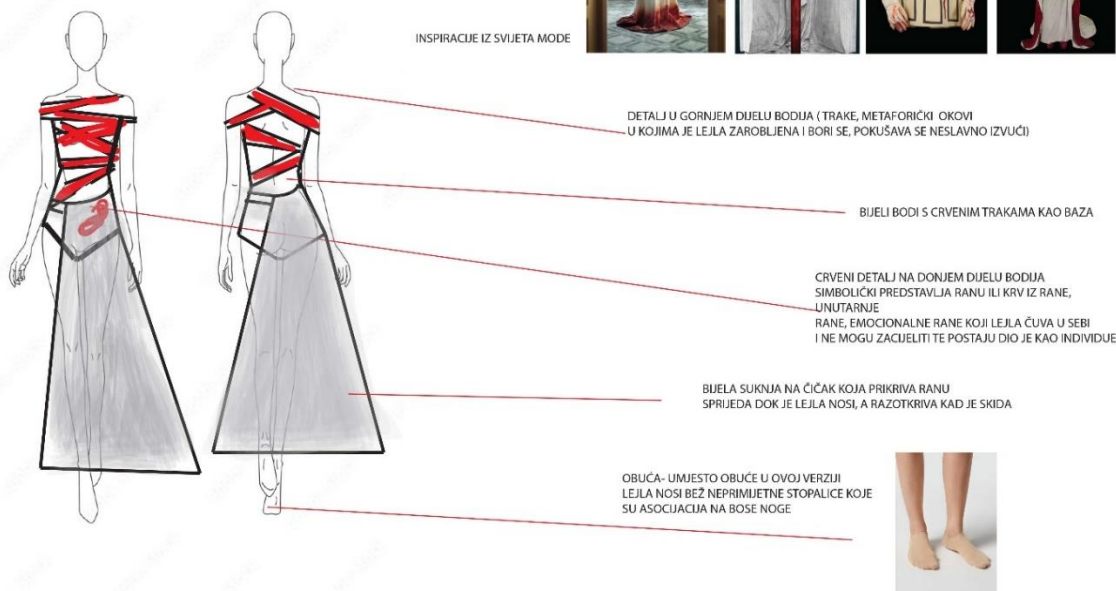 INSPIRACIJE IZ SVIJETA MODE
DETALJ U GORNJEM DIJELU BODIJA ( TRAKE, METAFORIČKI OKOVI
U KOJIMA JE LEJLA ZAROBLJENA I BORI SE, POKUŠAVA SE NESLAVNO IZVUĆI)
BIJELI BODI S CRVENIM TRAKAMA KAO BAZA
CRVENI DETALJ NA DONJEM DIJELU BODIJA
SIMBOLIČKI PREDSTAVLJA RANU ILI KRV IZ RANE,
UNUTARNJE
RANE, EMOCIONALNE RANE KOJI LEJLA ČUVA U SEBI
I NE MOGU ZACIJELITI TE POSTAJU DIO JE KAO INDIVIDUE
BIJELA SUKNJA NA ČIČAK KOJA PRIKRIVA RANU
SPRIJEDA DOK JE LEJLA NOSI, A RAZOTKRIVA KAD JE SKIDA
OBUĆA- UMJESTO OBUĆE U OVOJ VERZIJI
LEJLA NOSI BEŽ NEPRIMJETNE STOPALICE KOJE
SU ASOCIJACIJA NA BOSE NOGE